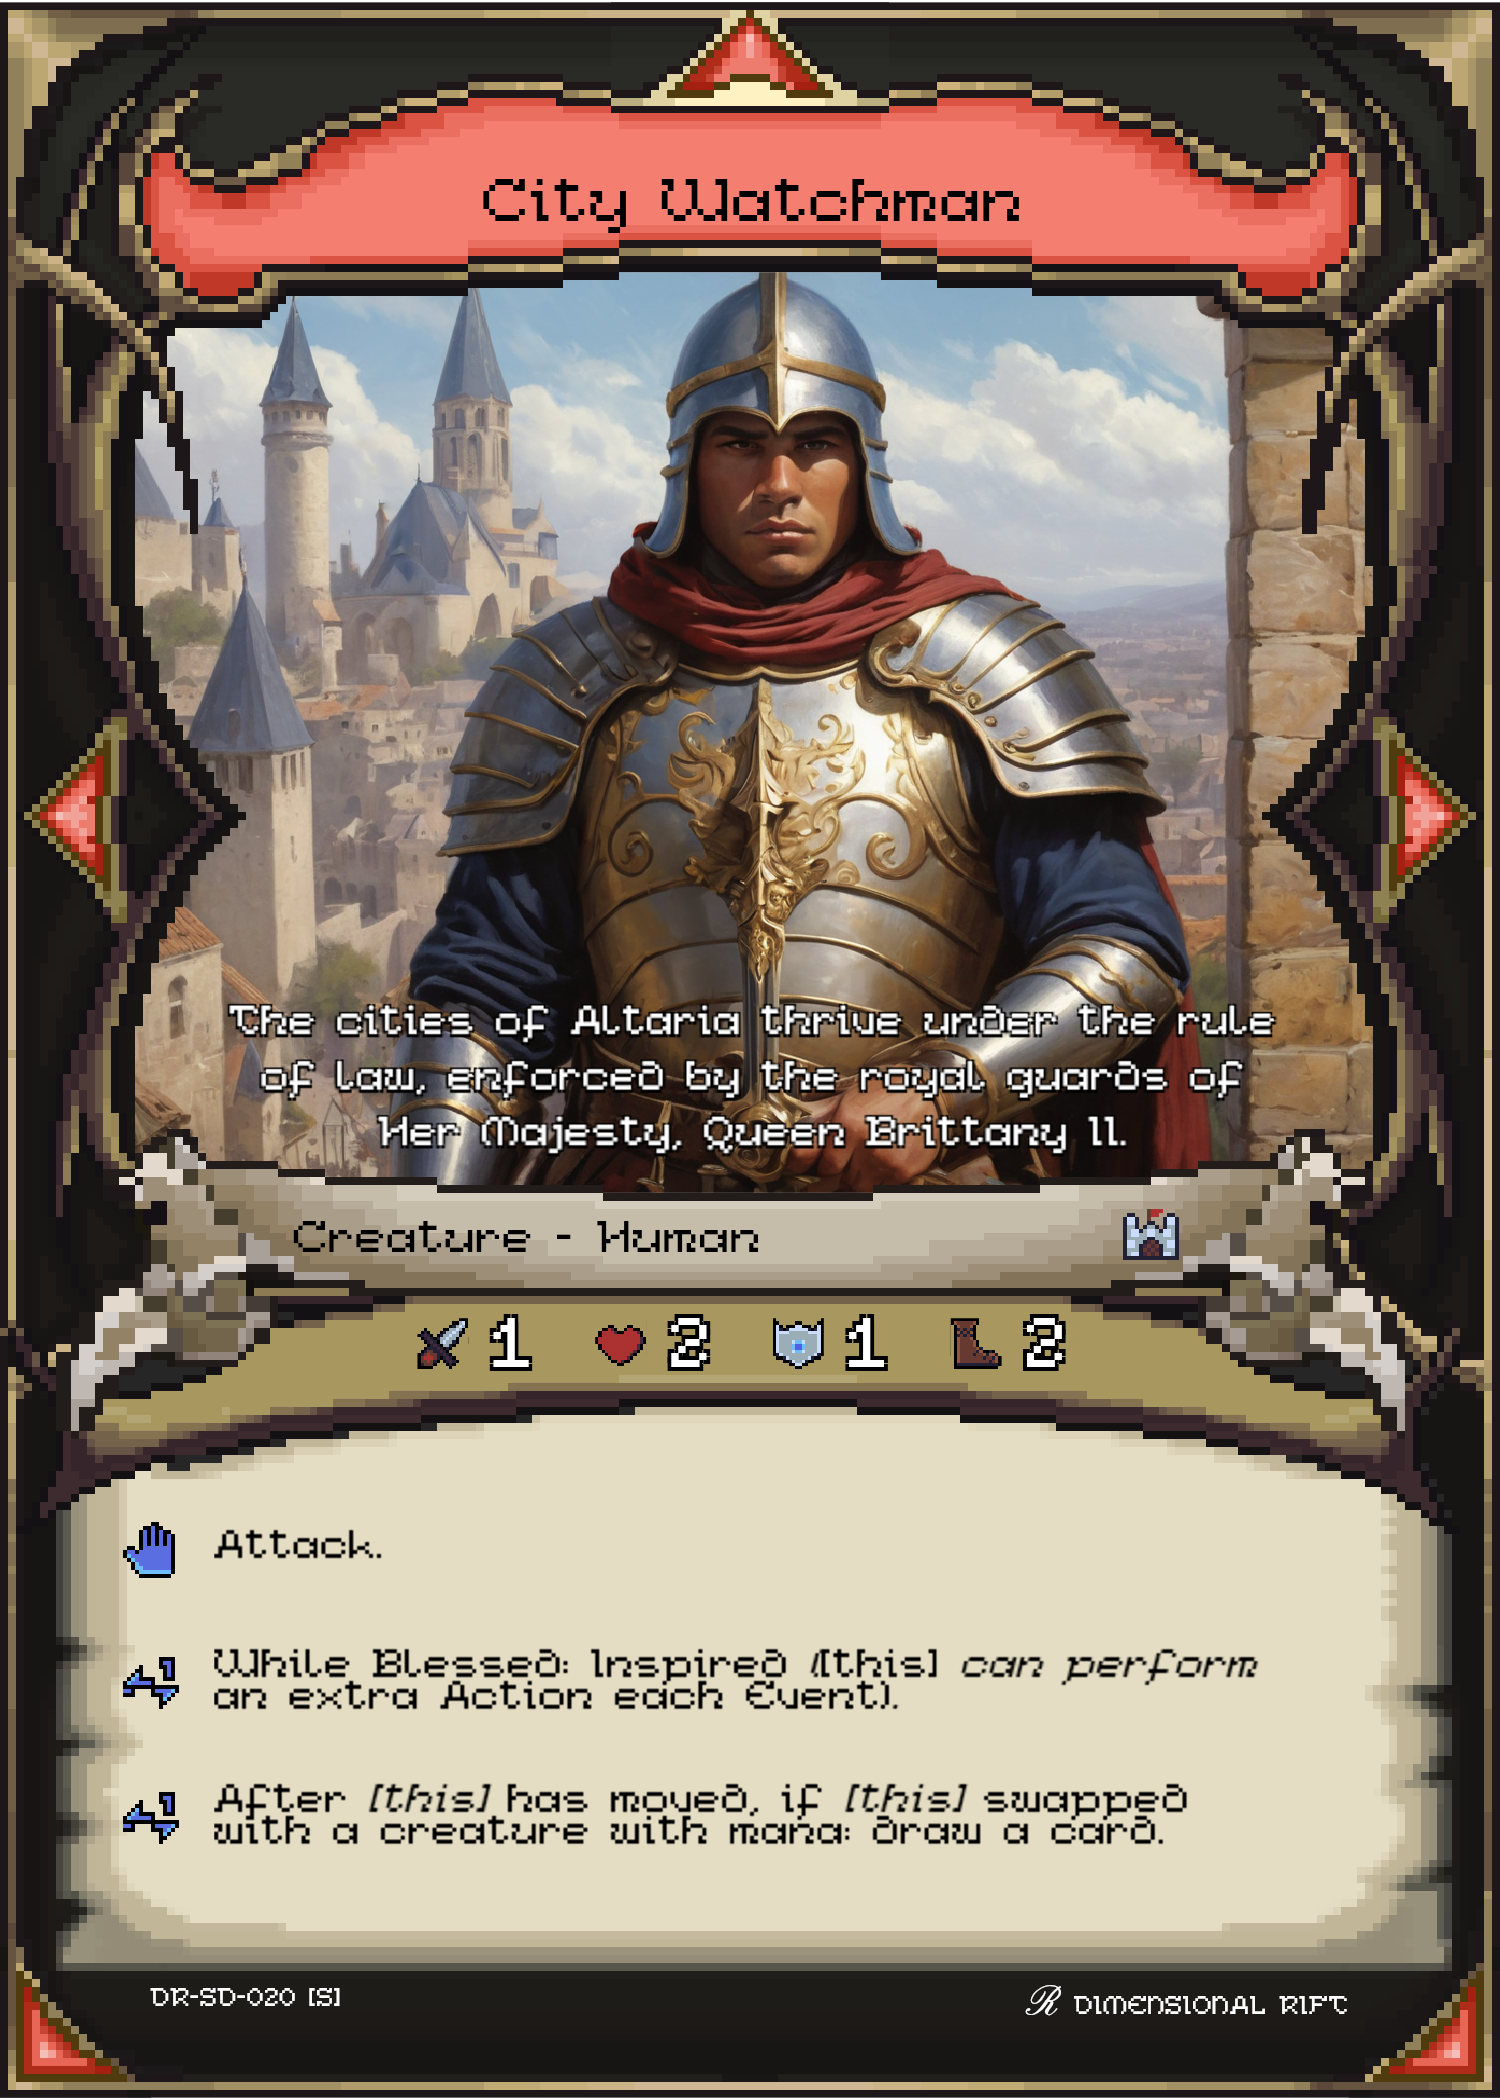 City Watchman
The cities of Altaria thrive under the rule
of law, enforced by the royal guards of
Her Majesty, Queen Brittany II.
Creature - Human
1 2 1 2
Attack.
While Blessed: Inspired ([this] can perform
an extra Action each Event).
After [this] has moved, if [this] swapped
with a creature with mana: draw a card.
DR-SD-020 [S]
R DIMENSIONAL RIFT